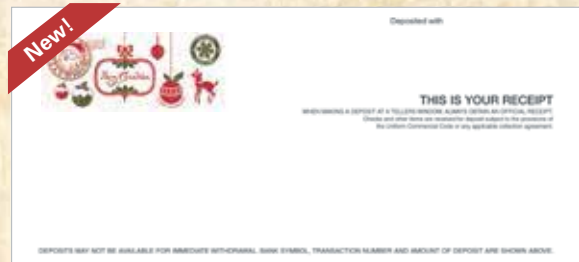 New!
Deposited with
Merry Christmas
THIS IS YOUR RECEIPT
WHEN MAKING A DEPOSIT AT A TELLERS WINDOW, ALWAYS OBTAIN AN OFFICIAL RECEIPT.
Checks and other items are received for deposit subject to the provisions of
the Uniform Commercial Code or any applicable collection agreement.
DEPOSITS MAY NOT BE AVAILABLE FOR IMMEDIATE WITHDRAWAL. BANK SYMBOL, TRANSACTION NUMBER AND AMOUNT OF DEPOSIT ARE SHOWN ABOVE.